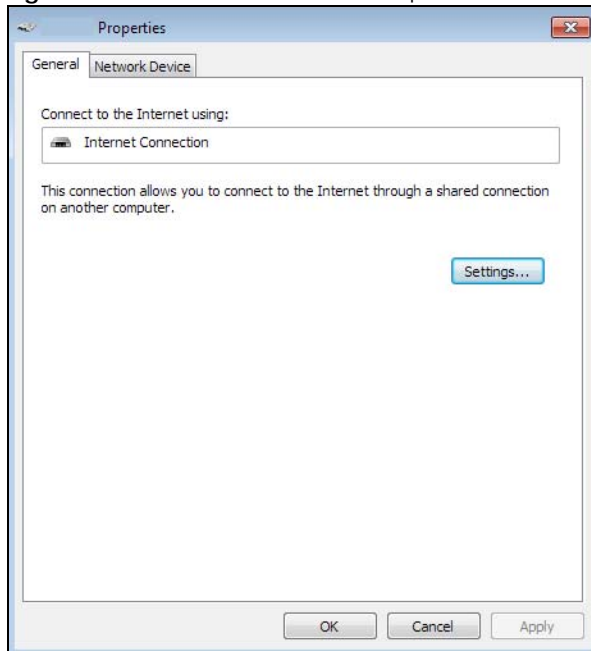 Properties
General Network Device
Connect to the Internet using:
Internet Connection
This connection allows you to connect to the Internet through a shared connection
on another computer.
Settings...
OK Cancel Apply